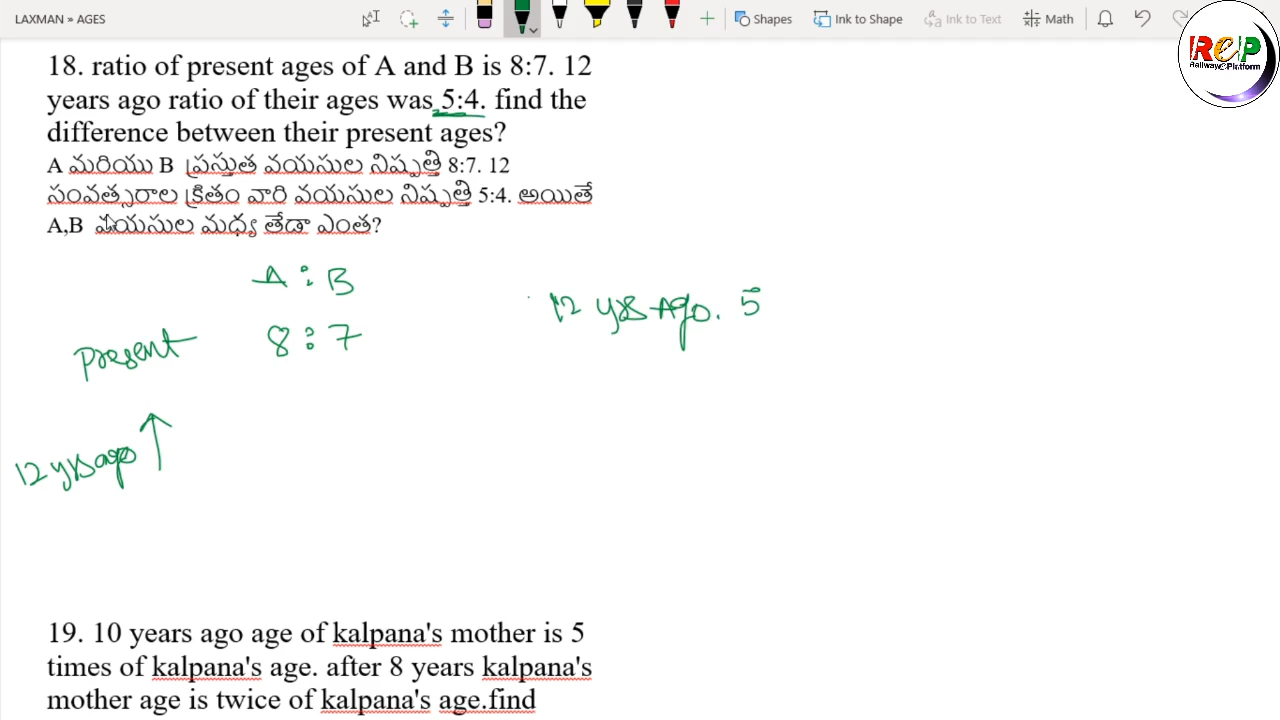 LAXMAN » AGES
Shapes
Ink to Shape
Ink to Text
Math
RCP
Railway Platform
18. ratio of present ages of A and B is 8:7. 12
years ago ratio of their ages was 5:4. find the
difference between their present ages?
A మరియు B ప్రస్తుత వయసుల నిష్పత్తి 8:7. 12
సంవత్సరాల క్రితం వారి వయసుల నిష్పత్తి 5:4. అయితే
A,B వయసుల మధ్య తేడా ఎంత?
A : B
12 yrs Ago. 5
present 8 : 7
12 yrs ago
19. 10 years ago age of kalpana's mother is 5
times of kalpana's age. after 8 years kalpana's
mother age is twice of kalpana's age.find